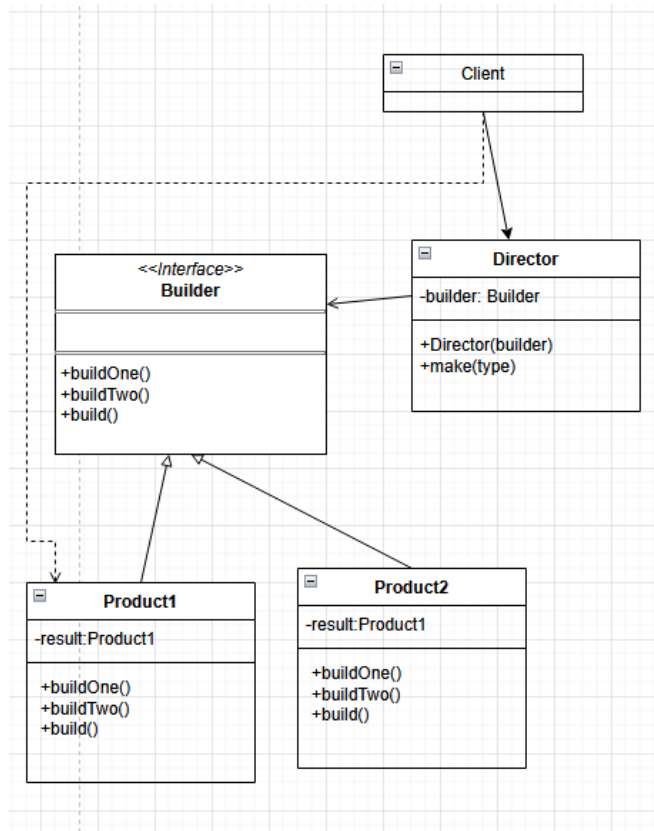 Client
Director
-builder: Builder
+Director(builder)
+make(type)
<<Interface>>
Builder
+buildOne()
+buildTwo()
+build()
Product1
-result:Product1
+buildOne()
+buildTwo()
+build()
Product2
-result:Product1
+buildOne()
+buildTwo()
+build()